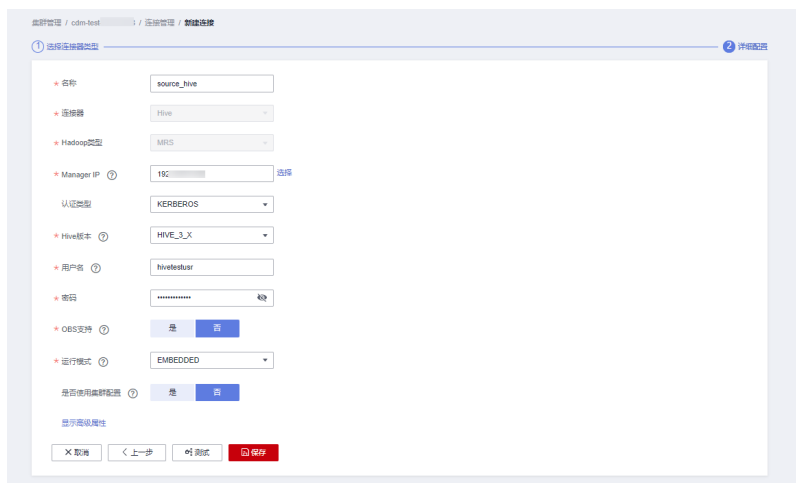 集群管理 / cdm-test / 连接管理 / 新建连接
1 选择连接器类型 2 详细配置
* 名称 source_hive
* 连接器 Hive
* Hadoop类型 MRS
* Manager IP ? 192 选择
认证类型 KERBEROS
* Hive版本 ? HIVE_3_X
* 用户名 ? hivetestusr
* 密码 •••••••••••••
* OBS支持 ? 是 否
* 运行模式 ? EMBEDDED
是否使用集群配置 ? 是 否
显示高级属性
取消 上一步 测试 保存